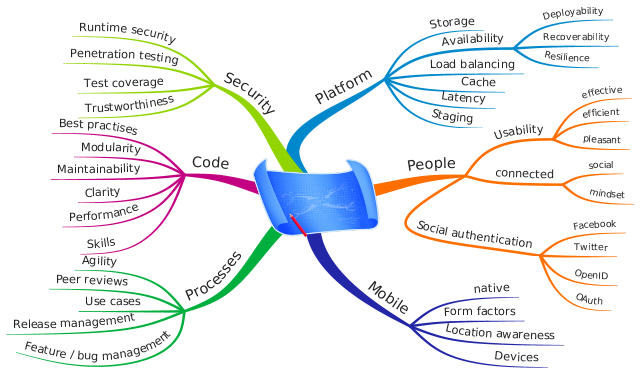 Security
Runtime security
Penetration testing
Test coverage
Trustworthiness
Code
Best practises
Modularity
Maintainability
Clarity
Performance
Skills
Processes
Agility
Peer reviews
Use cases
Release management
Feature / bug management
Platform
Storage
Availability
Deployability
Recoverability
Resilience
Load balancing
Cache
Latency
Staging
People
Usability
effective
efficient
pleasant
connected
social
mindset
Social authentication
Facebook
Twitter
OpenID
OAuth
Mobile
native
Form factors
Location awareness
Devices